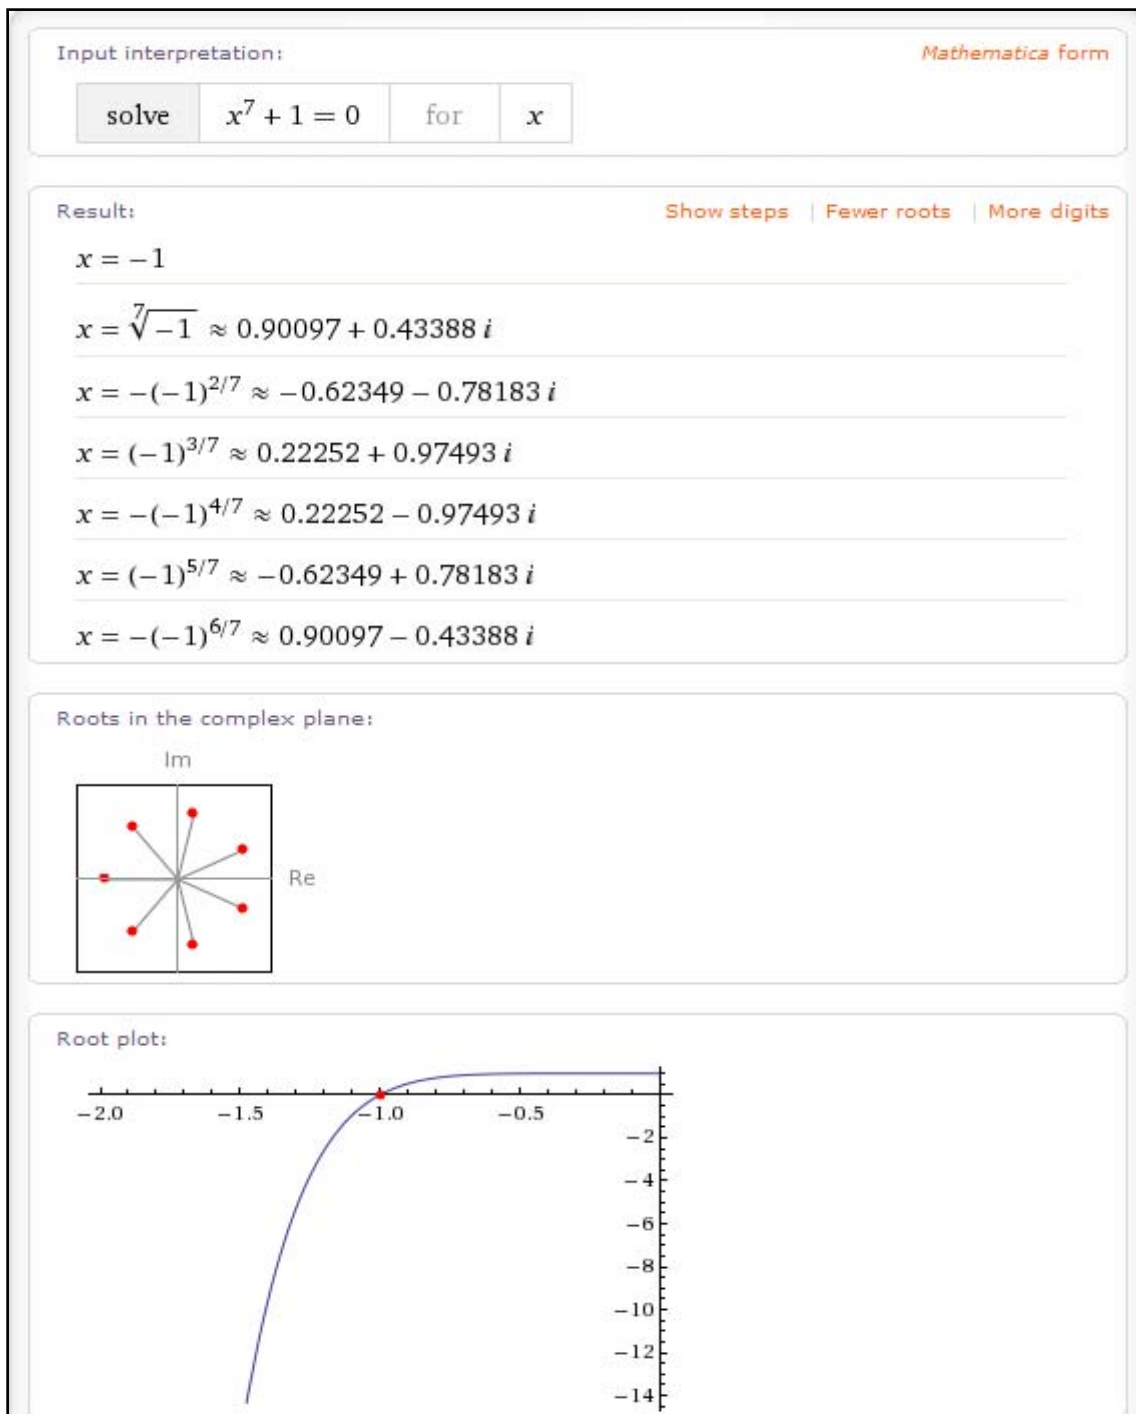 Input interpretation: Mathematica form
solve x⁷ + 1 = 0 for x
Result: Show steps | Fewer roots | More digits
x = −1
x = ⁷√−1 ≈ 0.90097 + 0.43388 i
x = −(−1)^2/7 ≈ −0.62349 − 0.78183 i
x = (−1)^3/7 ≈ 0.22252 + 0.97493 i
x = −(−1)^4/7 ≈ 0.22252 − 0.97493 i
x = (−1)^5/7 ≈ −0.62349 + 0.78183 i
x = −(−1)^6/7 ≈ 0.90097 − 0.43388 i
Roots in the complex plane:
Im
Re
Root plot:
−2.0 −1.5 −1.0 −0.5
−2
−4
−6
−8
−10
−12
−14